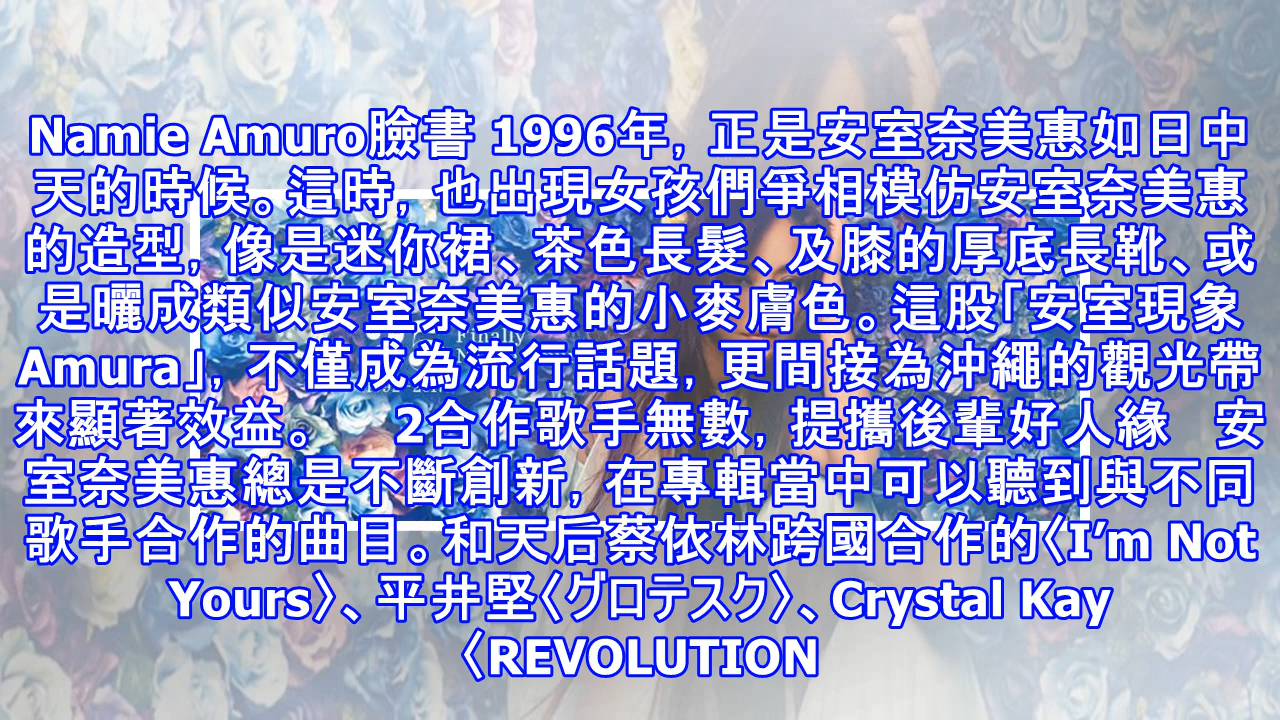 Namie Amuro臉書 1996年，正是安室奈美惠如日中
天的時候。這時，也出現女孩們爭相模仿安室奈美惠
的造型，像是迷你裙、茶色長髮、及膝的厚底長靴、或
是曬成類似安室奈美惠的小麥膚色。這股「安室現象
Amura」，不僅成為流行話題，更間接為沖繩的觀光帶
來顯著效益。　2合作歌手無數，提攜後輩好人緣　安
室奈美惠總是不斷創新，在專輯當中可以聽到與不同
歌手合作的曲目。和天后蔡依林跨國合作的〈I’m Not
Yours〉、平井堅〈グロテスク〉、Crystal Kay
〈REVOLUTION
Finally